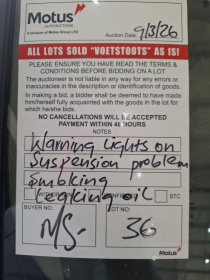 Motus
AUTO AUCTIONS
A Division of Motus Group LTD
Auction Date: 9/3/26
ALL LOTS SOLD "VOETSTOOTS" AS IS!
PLEASE ENSURE YOU HAVE READ THE TERMS &
CONDITIONS BEFORE BIDDING ON A LOT
The auctioneer is not liable in any way for any errors or
inaccuracies in the description or identification of goods.
In making a bid, a bidder shall be deemed to have made
him/herself fully acquainted with the goods in the lot for
which he/she bids.
NO CANCELLATIONS WILL BE ACCEPTED
PAYMENT WITHIN 48 HOURS
NOTES
Warning lights on
Suspension problem
Smoking
Leaking oil
STC
BUYER NO:
LOT NO:
N/S-
36
Motus